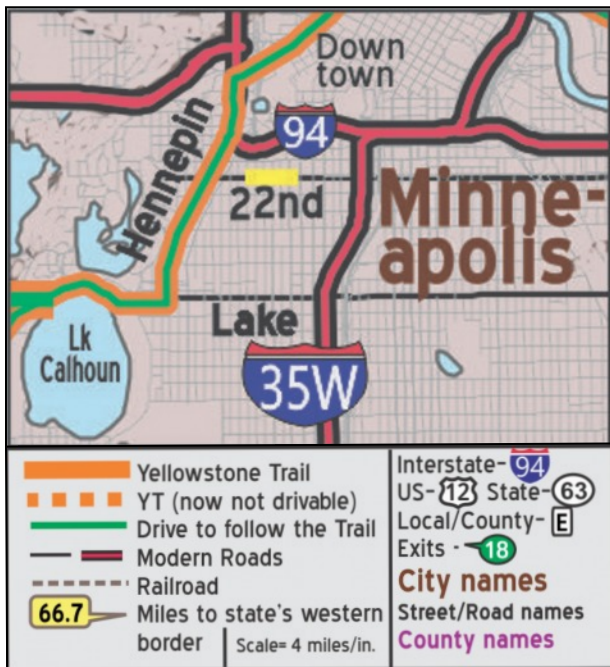 Down
town
Hennepin
94
22nd
Minne-
apolis
Lake
Lk
Calhoun
35W
Yellowstone Trail
YT (now not drivable)
Drive to follow the Trail
Modern Roads
Railroad
66.7 Miles to state's western
border
Scale= 4 miles/in.
Interstate- 94
US- 12 State- 63
Local/County- E
Exits - 18
City names
Street/Road names
County names